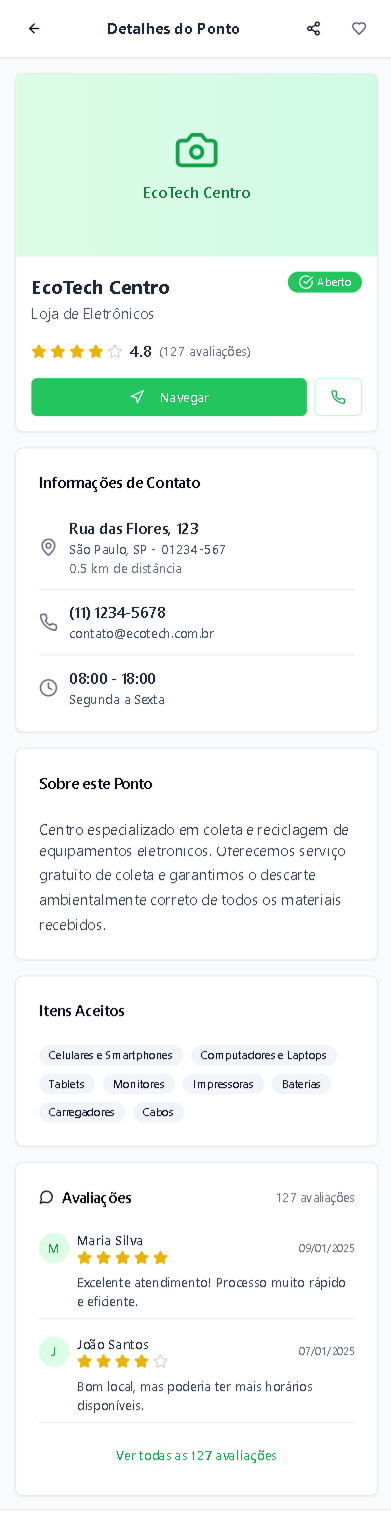 Detalhes do Ponto
EcoTech Centro
EcoTech Centro
Aberto
Loja de Eletrônicos
4.8 (127 avaliações)
Navegar
Informações de Contato
Rua das Flores, 123
São Paulo, SP - 01234-567
0.5 km de distância
(11) 1234-5678
contato@ecotech.com.br
08:00 - 18:00
Segunda a Sexta
Sobre este Ponto
Centro especializado em coleta e reciclagem de
equipamentos eletrônicos. Oferecemos serviço
gratuito de coleta e garantimos o descarte
ambientalmente correto de todos os materiais
recebidos.
Itens Aceitos
Celulares e Smartphones Computadores e Laptops
Tablets Monitores Impressoras Baterias
Carregadores Cabos
Avaliações 127 avaliações
M Maria Silva 09/01/2025
Excelente atendimento! Processo muito rápido
e eficiente.
J João Santos 07/01/2025
Bom local, mas poderia ter mais horários
disponíveis.
Ver todas as 127 avaliações